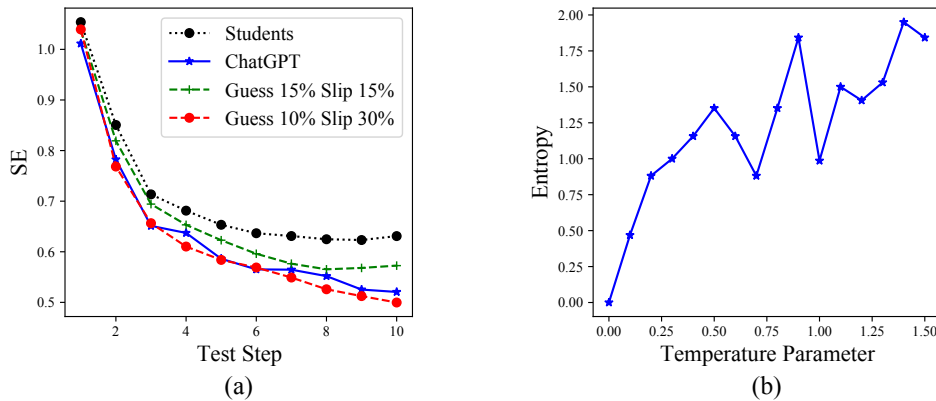 Students
ChatGPT
Guess 15% Slip 15%
Guess 10% Slip 30%
SE
1.0
0.9
0.8
0.7
0.6
0.5
2
4
6
8
10
Test Step
(a)
Entropy
2.00
1.75
1.50
1.25
1.00
0.75
0.50
0.25
0.00
0.00
0.25
0.50
0.75
1.00
1.25
1.50
Temperature Parameter
(b)